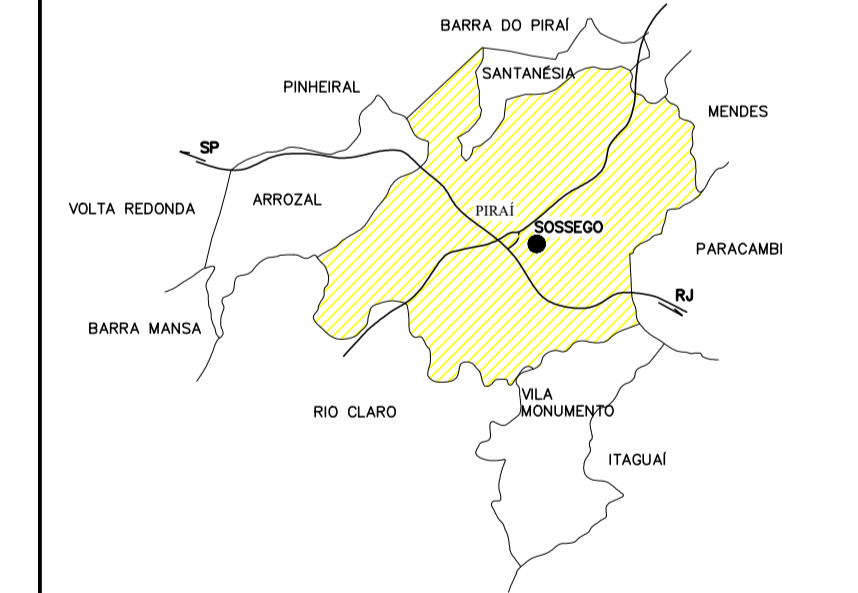 BARRA DO PIRAÍ
SANTANÉSIA
PINHEIRAL
MENDES
SP
ARROZAL
VOLTA REDONDA
PIRAÍ
SOSSEGO
PARACAMBI
RJ
BARRA MANSA
VILA
MONUMENTO
RIO CLARO
ITAGUAÍ